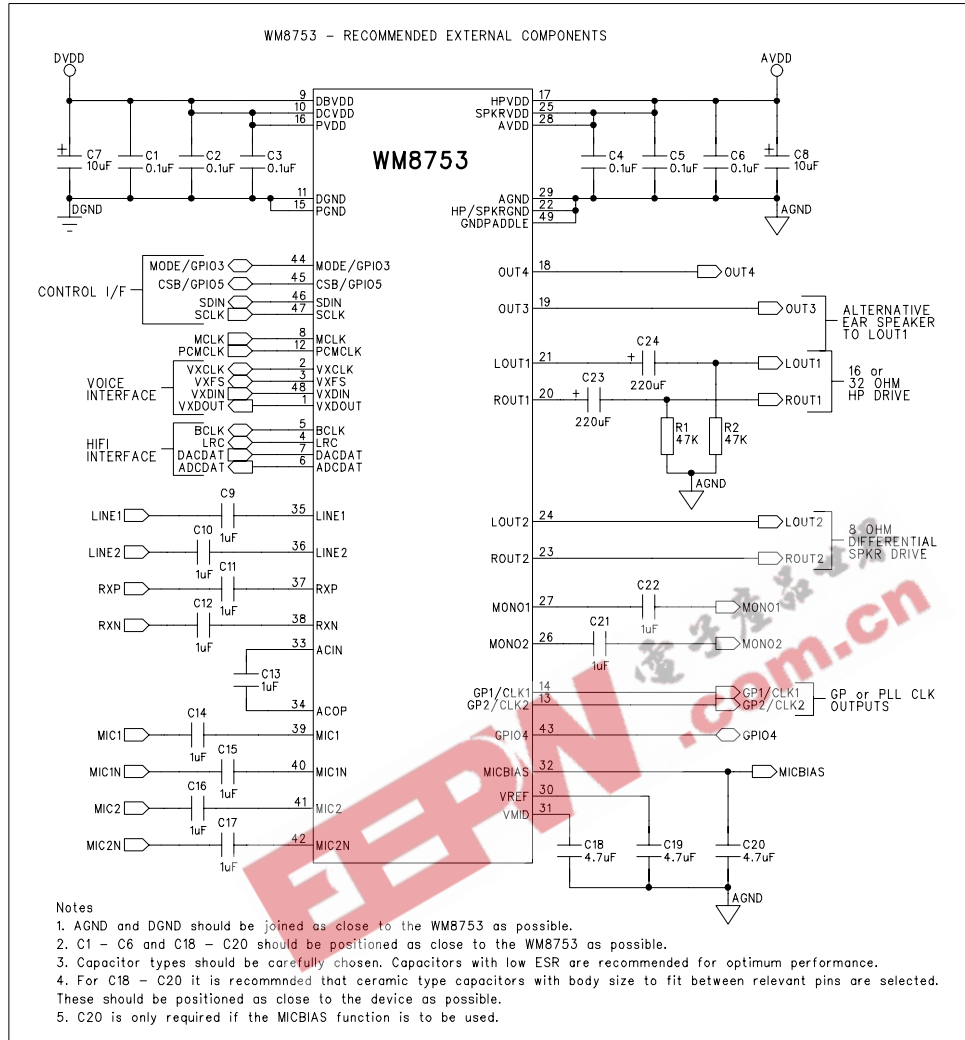 WM8753 - RECOMMENDED EXTERNAL COMPONENTS
DVDD
AVDD
WM8753
9 DBVDD
10 DCVDD
16 PVDD
HPVDD 17
SPKRVDD 25
AVDD 28
+ C7 10uF
C1 0.1uF
C2 0.1uF
C3 0.1uF
C4 0.1uF
C5 0.1uF
C6 0.1uF
+ C8 10uF
11 DGND
15 PGND
DGND
AGND 29
HP/SPKRGND 22
GNDPADDLE 49
AGND
CONTROL I/F
MODE/GPIO3 44 MODE/GPIO3
CSB/GPIO5 45 CSB/GPIO5
SDIN 46 SDIN
SCLK 47 SCLK
MCLK 8 MCLK
PCMCLK 12 PCMCLK
VOICE
INTERFACE
VXCLK 2 VXCLK
VXFS 3 VXFS
VXDIN 48 VXDIN
VXDOUT 1 VXDOUT
HIFI
INTERFACE
BCLK 5 BCLK
LRC 4 LRC
DACDAT 7 DACDAT
ADCDAT 6 ADCDAT
OUT4 18 OUT4
OUT3 19 OUT3
ALTERNATIVE
EAR SPEAKER
TO LOUT1
LOUT1 21 + C24 220uF LOUT1
ROUT1 20 + C23 220uF ROUT1
16 or
32 OHM
HP DRIVE
R1 47K
R2 47K
AGND
LINE1 C9 1uF 35 LINE1
LINE2 C10 1uF 36 LINE2
RXP C11 1uF 37 RXP
RXN C12 1uF 38 RXN
33 ACIN
C13 1uF
34 ACOP
MIC1 C14 1uF 39 MIC1
MIC1N C15 1uF 40 MIC1N
MIC2 C16 1uF 41 MIC2
MIC2N C17 1uF 42 MIC2N
LOUT2 24 LOUT2
ROUT2 23 ROUT2
8 OHM
DIFFERENTIAL
SPKR DRIVE
MONO1 27 C22 1uF MONO1
MONO2 26 C21 1uF MONO2
GP1/CLK1 14 GP1/CLK1
GP2/CLK2 13 GP2/CLK2
GP or PLL CLK
OUTPUTS
GPIO4 43 GPIO4
MICBIAS 32 MICBIAS
VREF 30
VMID 31
C18 4.7uF
C19 4.7uF
C20 4.7uF
AGND
電子產品世界
EEPW.com.cn
Notes
1. AGND and DGND should be joined as close to the WM8753 as possible.
2. C1 - C6 and C18 - C20 should be positioned as close to the WM8753 as possible.
3. Capacitor types should be carefully chosen. Capacitors with low ESR are recommended for optimum performance.
4. For C18 - C20 it is recommnded that ceramic type capacitors with body size to fit between relevant pins are selected.
These should be positioned as close to the device as possible.
5. C20 is only required if the MICBIAS function is to be used.